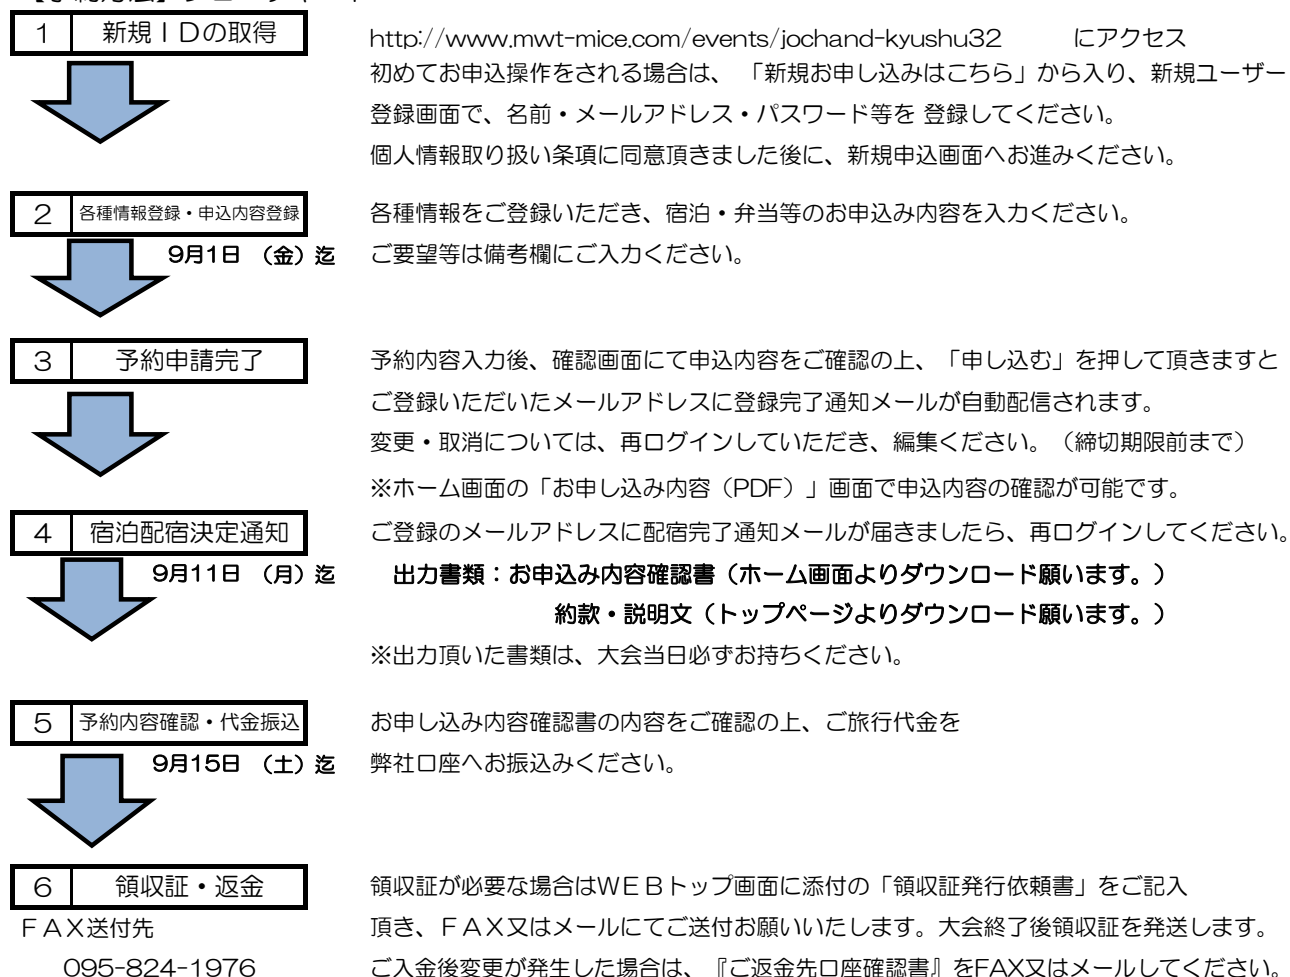 1 新規IDの取得 http://www.mwt-mice.com/events/jochand-kyushu32 にアクセス
初めてお申込操作をされる場合は、「新規お申し込みはこちら」から入り、新規ユーザー
登録画面で、名前・メールアドレス・パスワード等を 登録してください。
個人情報取り扱い条項に同意頂きました後に、新規申込画面へお進みください。
2 各種情報登録・申込内容登録 各種情報をご登録いただき、宿泊・弁当等のお申込み内容を入力ください。
9月1日 (金) 迄 ご要望等は備考欄にご入力ください。
3 予約申請完了 予約内容入力後、確認画面にて申込内容をご確認の上、「申し込む」を押して頂きますと
ご登録いただいたメールアドレスに登録完了通知メールが自動配信されます。
変更・取消については、再ログインしていただき、編集ください。(締切期限前まで)
※ホーム画面の「お申し込み内容(PDF)」画面で申込内容の確認が可能です。
4 宿泊配宿決定通知 ご登録のメールアドレスに配宿完了通知メールが届きましたら、再ログインしてください。
9月11日 (月) 迄 出力書類:お申込み内容確認書(ホーム画面よりダウンロード願います。)
約款・説明文(トップページよりダウンロード願います。)
※出力頂いた書類は、大会当日必ずお持ちください。
5 予約内容確認・代金振込 お申し込み内容確認書の内容をご確認の上、ご旅行代金を
9月15日 (土) 迄 弊社口座へお振込みください。
6 領収証・返金 領収証が必要な場合はWEBトップ画面に添付の「領収証発行依頼書」をご記入
FAX送付先 頂き、FAX又はメールにてご送付お願いいたします。大会終了後領収証を発送します。
095-824-1976 ご入金後変更が発生した場合は、『ご返金先口座確認書』をFAX又はメールしてください。